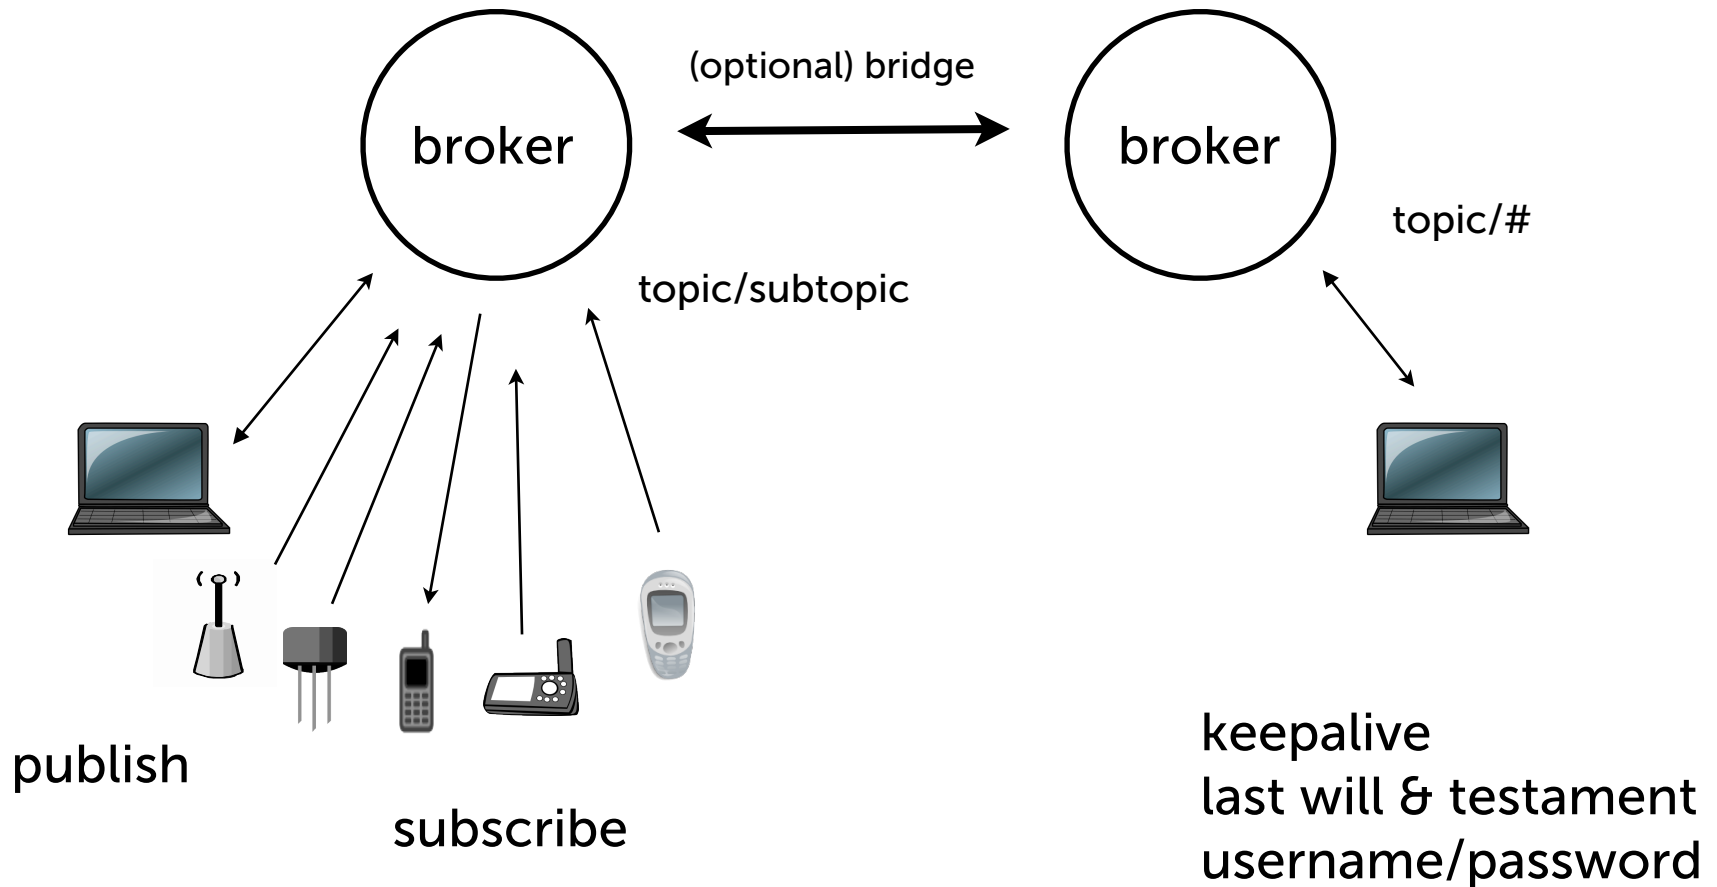 (optional) bridge
broker
broker
topic/#
topic/subtopic
publish
subscribe
keepalive
last will & testament
username/password